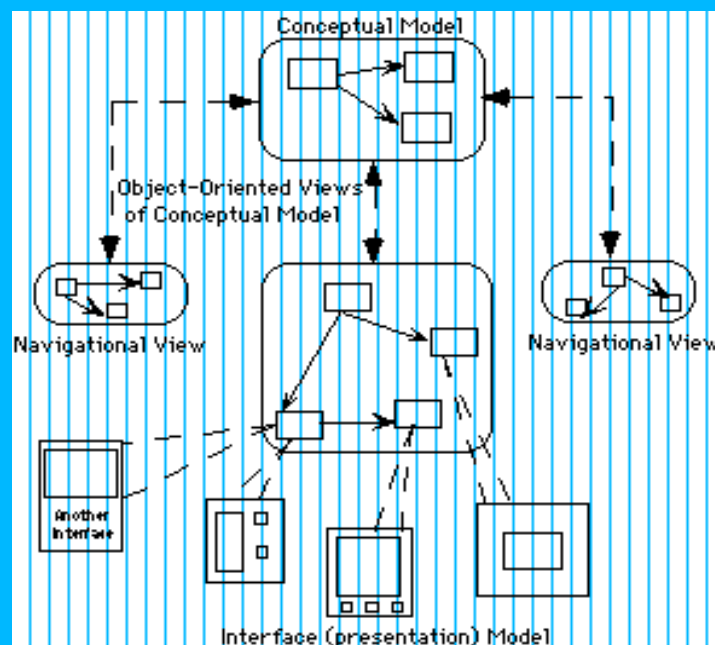 Conceptual Model
Object-Oriented Views
of Conceptual Model
Navigational View
Navigational View
Another
Interface
Interface (presentation) Model